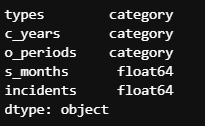 types category
c_years category
o_periods category
s_months float64
incidents float64
dtype: object